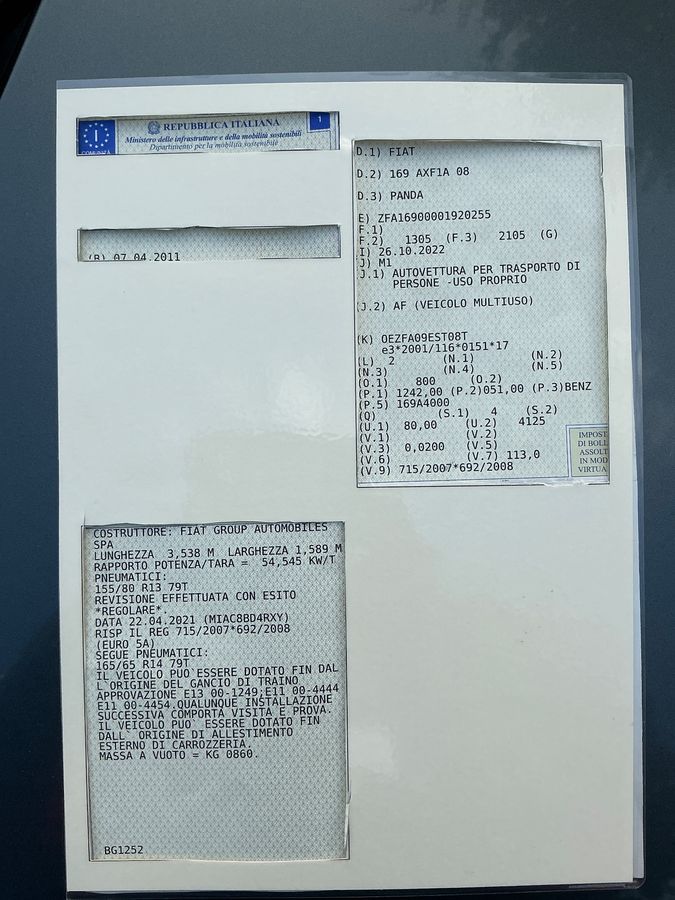 I
COMUNITÀ
REPUBBLICA ITALIANA
1
Ministero delle infrastrutture e della mobilità sostenibili
Dipartimento per la mobilità sostenibile
(B) 07.04.2011
D.1) FIAT
D.2) 169 AXF1A 08
D.3) PANDA
E) ZFA16900001920255
F.1)
F.2) 1305 (F.3) 2105 (G)
I) 26.10.2022
J) M1
J.1) AUTOVETTURA PER TRASPORTO DI
PERSONE -USO PROPRIO
J.2) AF (VEICOLO MULTIUSO)
(K) OEZFA09EST08T
e3*2001/116*0151*17
(L) 2 (N.1) (N.2)
(N.3) (N.4) (N.5)
(O.1) 800 (O.2)
(P.1) 1242,00 (P.2)051,00 (P.3)BENZ
(P.5) 169A4000
(Q) (S.1) 4 (S.2)
(U.1) 80,00 (U.2) 4125
(V.1) (V.2)
(V.3) 0,0200 (V.5)
(V.6) (V.7) 113,0
(V.9) 715/2007*692/2008
IMPOST
DI BOLL
ASSOLT
IN MOD
VIRTUA
COSTRUTTORE: FIAT GROUP AUTOMOBILES
SPA
LUNGHEZZA 3,538 M LARGHEZZA 1,589 M
RAPPORTO POTENZA/TARA = 54,545 KW/T
PNEUMATICI:
155/80 R13 79T
REVISIONE EFFETTUATA CON ESITO
*REGOLARE*.
DATA 22.04.2021 (MIAC8BD4RXY)
RISP IL REG 715/2007*692/2008
(EURO 5A)
SEGUE PNEUMATICI:
165/65 R14 79T
IL VEICOLO PUO`ESSERE DOTATO FIN DAL
L`ORIGINE DEL GANCIO DI TRAINO
APPROVAZIONE E13 00-1249;E11 00-4444
E11 00-4454.QUALUNQUE INSTALLAZIONE
SUCCESSIVA COMPORTA VISITA E PROVA.
IL VEICOLO PUO` ESSERE DOTATO FIN
DALL` ORIGINE DI ALLESTIMENTO
ESTERNO DI CARROZZERIA.
MASSA A VUOTO = KG 0860.
BG1252